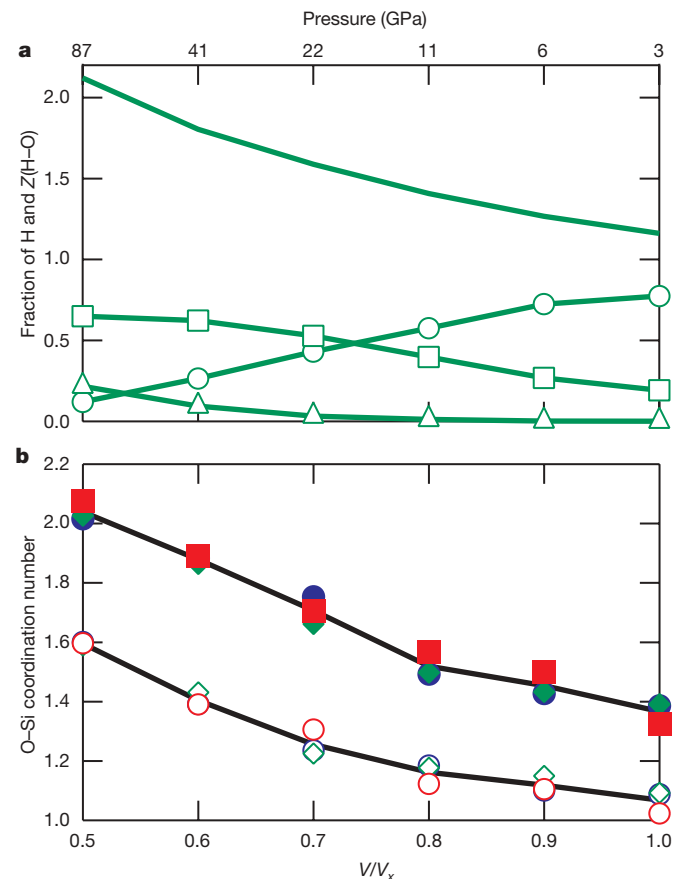 Pressure (GPa)
a
87 41 22 11 6 3
2.0
1.5
1.0
0.5
0.0
Fraction of H and Z(H–O)
b
2.2
2.0
1.8
1.6
1.4
1.2
1.0
O–Si coordination number
0.5 0.6 0.7 0.8 0.9 1.0
V/Vx